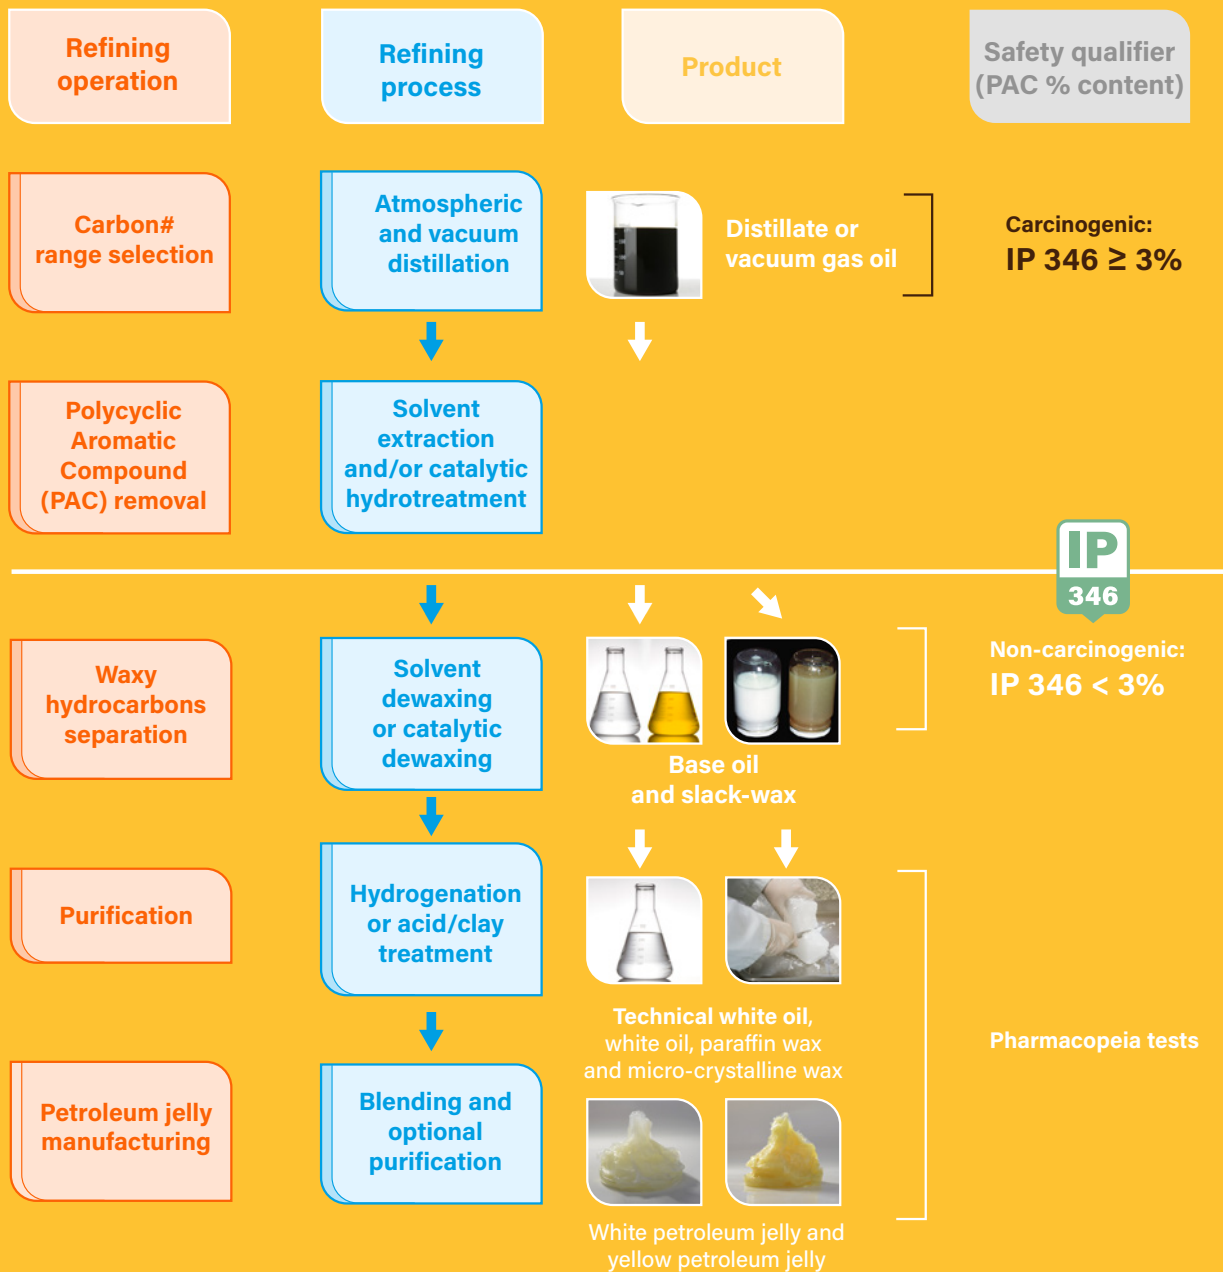 Refining
operation
Refining
process
Product
Safety qualifier
(PAC % content)
Carbon#
range selection
Atmospheric
and vacuum
distillation
Distillate or
vacuum gas oil
Carcinogenic:
IP 346 ≥ 3%
Polycyclic
Aromatic
Compound
(PAC) removal
Solvent
extraction
and/or catalytic
hydrotreatment
IP
346
Waxy
hydrocarbons
separation
Solvent
dewaxing
or catalytic
dewaxing
Base oil
and slack-wax
Non-carcinogenic:
IP 346 < 3%
Purification
Hydrogenation
or acid/clay
treatment
Technical white oil,
white oil, paraffin wax
and micro-crystalline wax
Pharmacopeia tests
Petroleum jelly
manufacturing
Blending and
optional
purification
White petroleum jelly and
yellow petroleum jelly